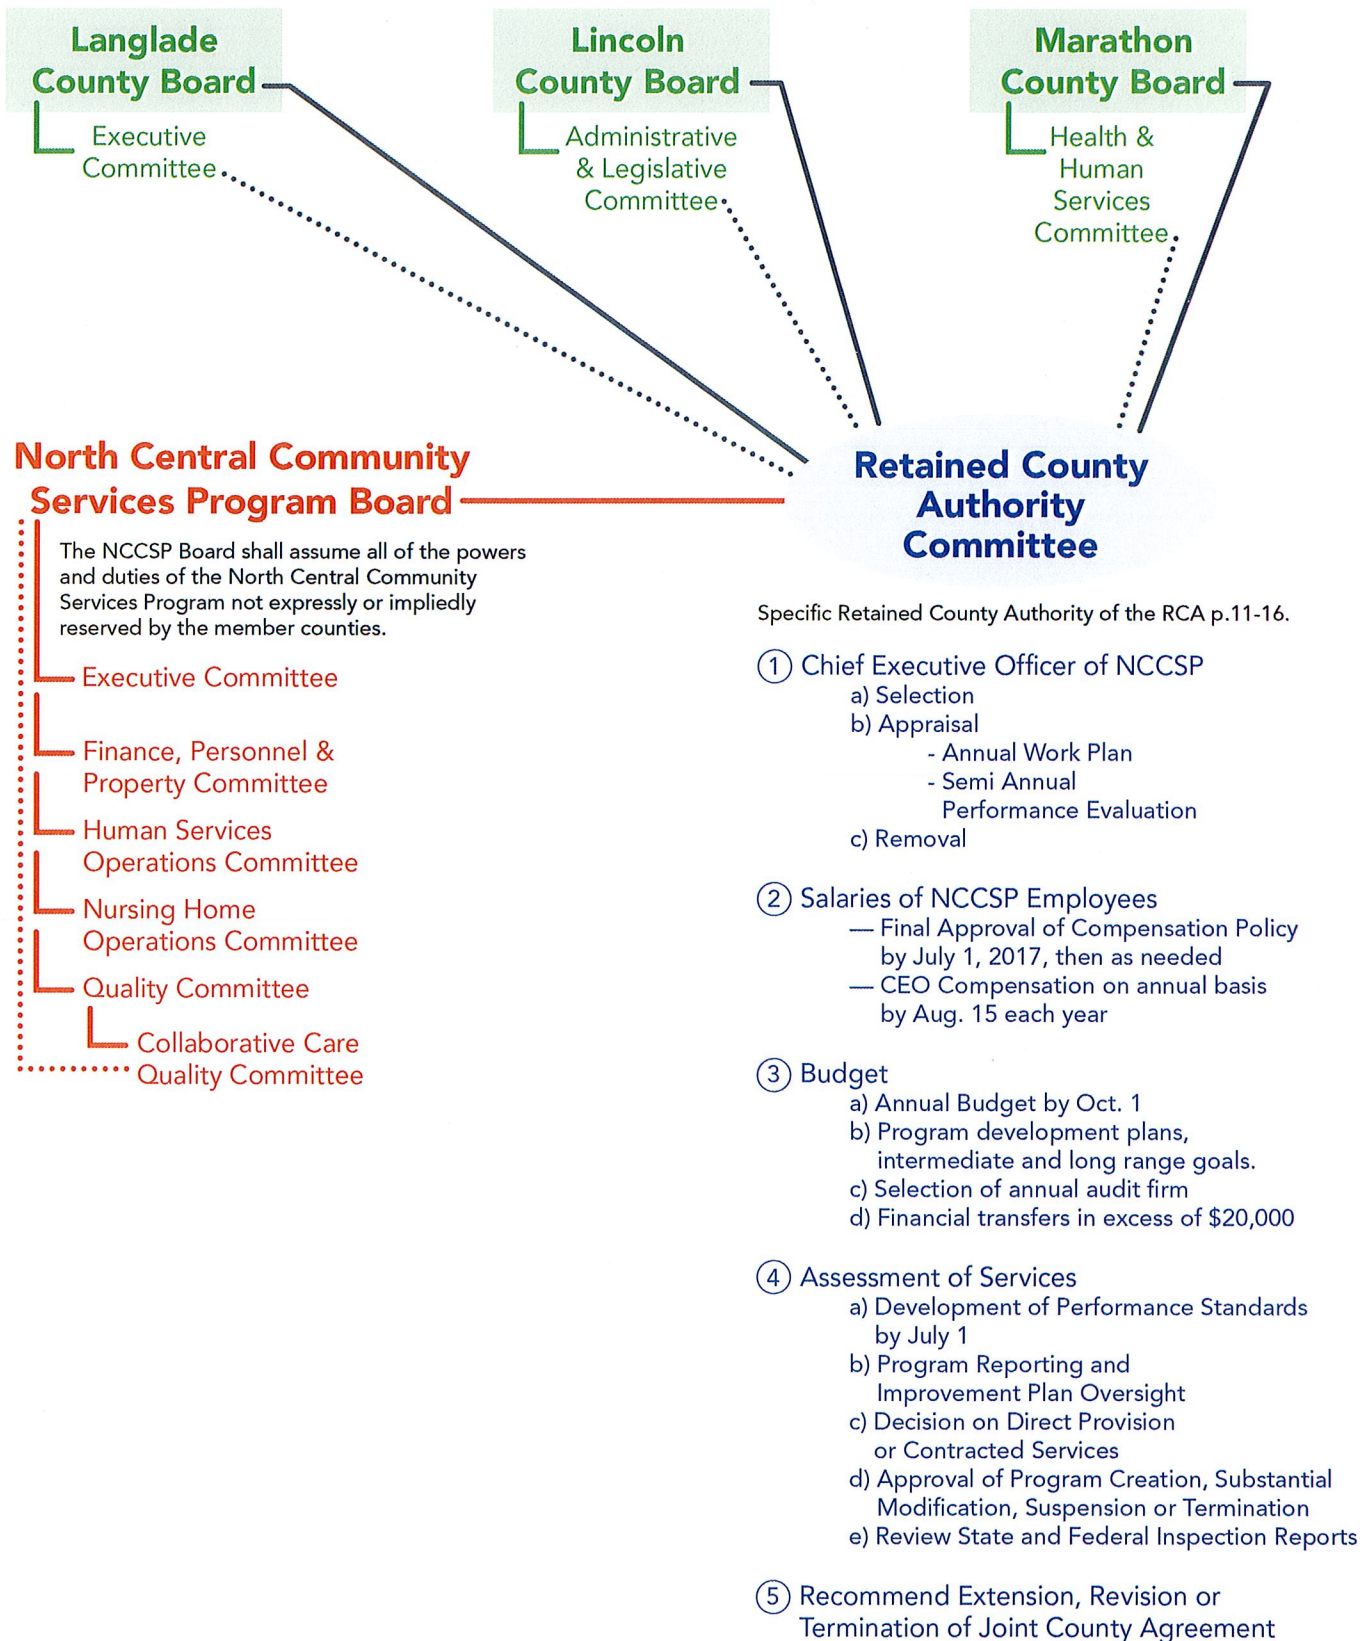 Langlade
County Board
Executive
Committee
Lincoln
County Board
Administrative
& Legislative
Committee
Marathon
County Board
Health &
Human
Services
Committee
North Central Community
Services Program Board
The NCCSP Board shall assume all of the powers
and duties of the North Central Community
Services Program not expressly or impliedly
reserved by the member counties.
Executive Committee
Finance, Personnel &
Property Committee
Human Services
Operations Committee
Nursing Home
Operations Committee
Quality Committee
Collaborative Care
Quality Committee
Retained County
Authority
Committee
Specific Retained County Authority of the RCA p.11-16.
1 Chief Executive Officer of NCCSP
a) Selection
b) Appraisal
- Annual Work Plan
- Semi Annual
Performance Evaluation
c) Removal
2 Salaries of NCCSP Employees
— Final Approval of Compensation Policy
by July 1, 2017, then as needed
— CEO Compensation on annual basis
by Aug. 15 each year
3 Budget
a) Annual Budget by Oct. 1
b) Program development plans,
intermediate and long range goals.
c) Selection of annual audit firm
d) Financial transfers in excess of $20,000
4 Assessment of Services
a) Development of Performance Standards
by July 1
b) Program Reporting and
Improvement Plan Oversight
c) Decision on Direct Provision
or Contracted Services
d) Approval of Program Creation, Substantial
Modification, Suspension or Termination
e) Review State and Federal Inspection Reports
5 Recommend Extension, Revision or
Termination of Joint County Agreement